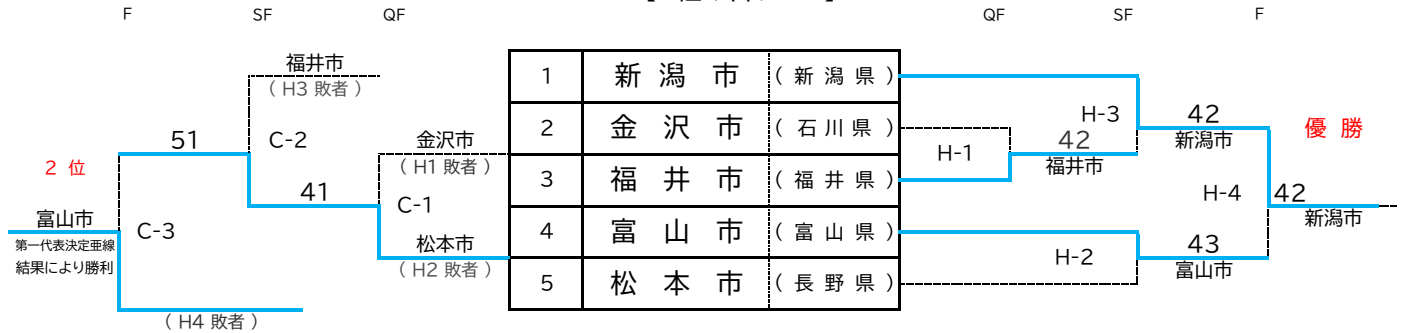 F SF QF QF SF F
福井市
( H3 敗者 )
51
C-2
2 位
41
金沢市
( H1 敗者 )
C-1
富山市
C-3
第一代表決定亜線
結果により勝利
松本市
( H2 敗者 )
( H4 敗者 )
1 新潟市 (新潟県)
2 金沢市 (石川県)
3 福井市 (福井県)
4 富山市 (富山県)
5 松本市 (長野県)
H-1
42
福井市
H-3
42
新潟市
優勝
H-4
42
新潟市
H-2
43
富山市